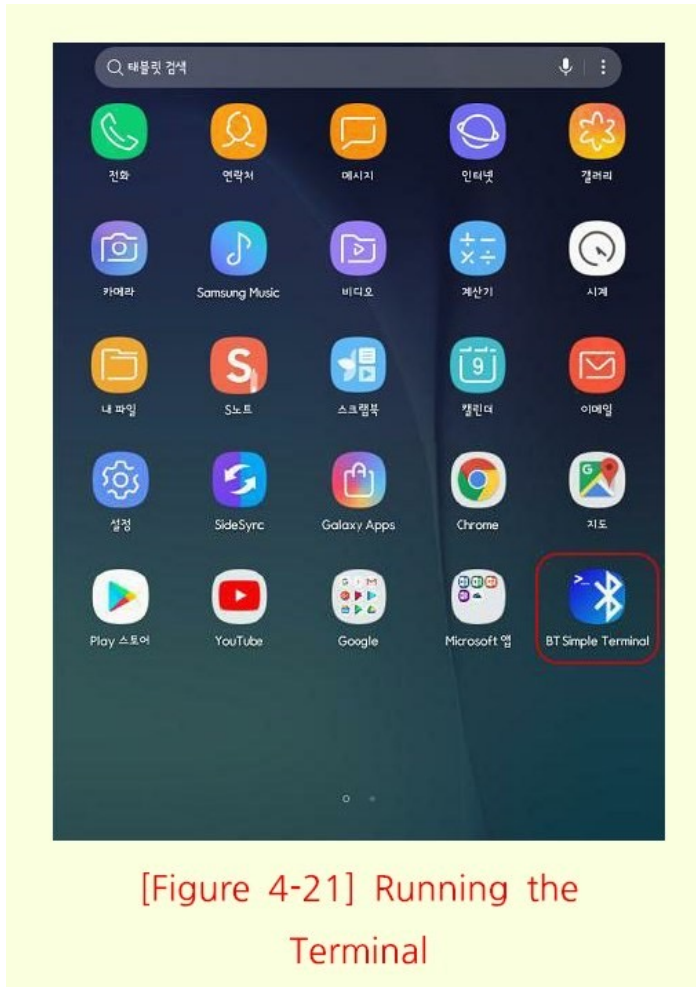 태블릿 검색
전화 연락처 메시지 인터넷 갤러리
카메라 Samsung Music 비디오 계산기 시계
9
S
내 파일 S노트 스크랩북 캘린더 이메일
G
설정 SideSync Galaxy Apps Chrome 지도
>_
Play 스토어 YouTube Google Microsoft 앱 BT Simple Terminal
[Figure 4-21] Running the
Terminal